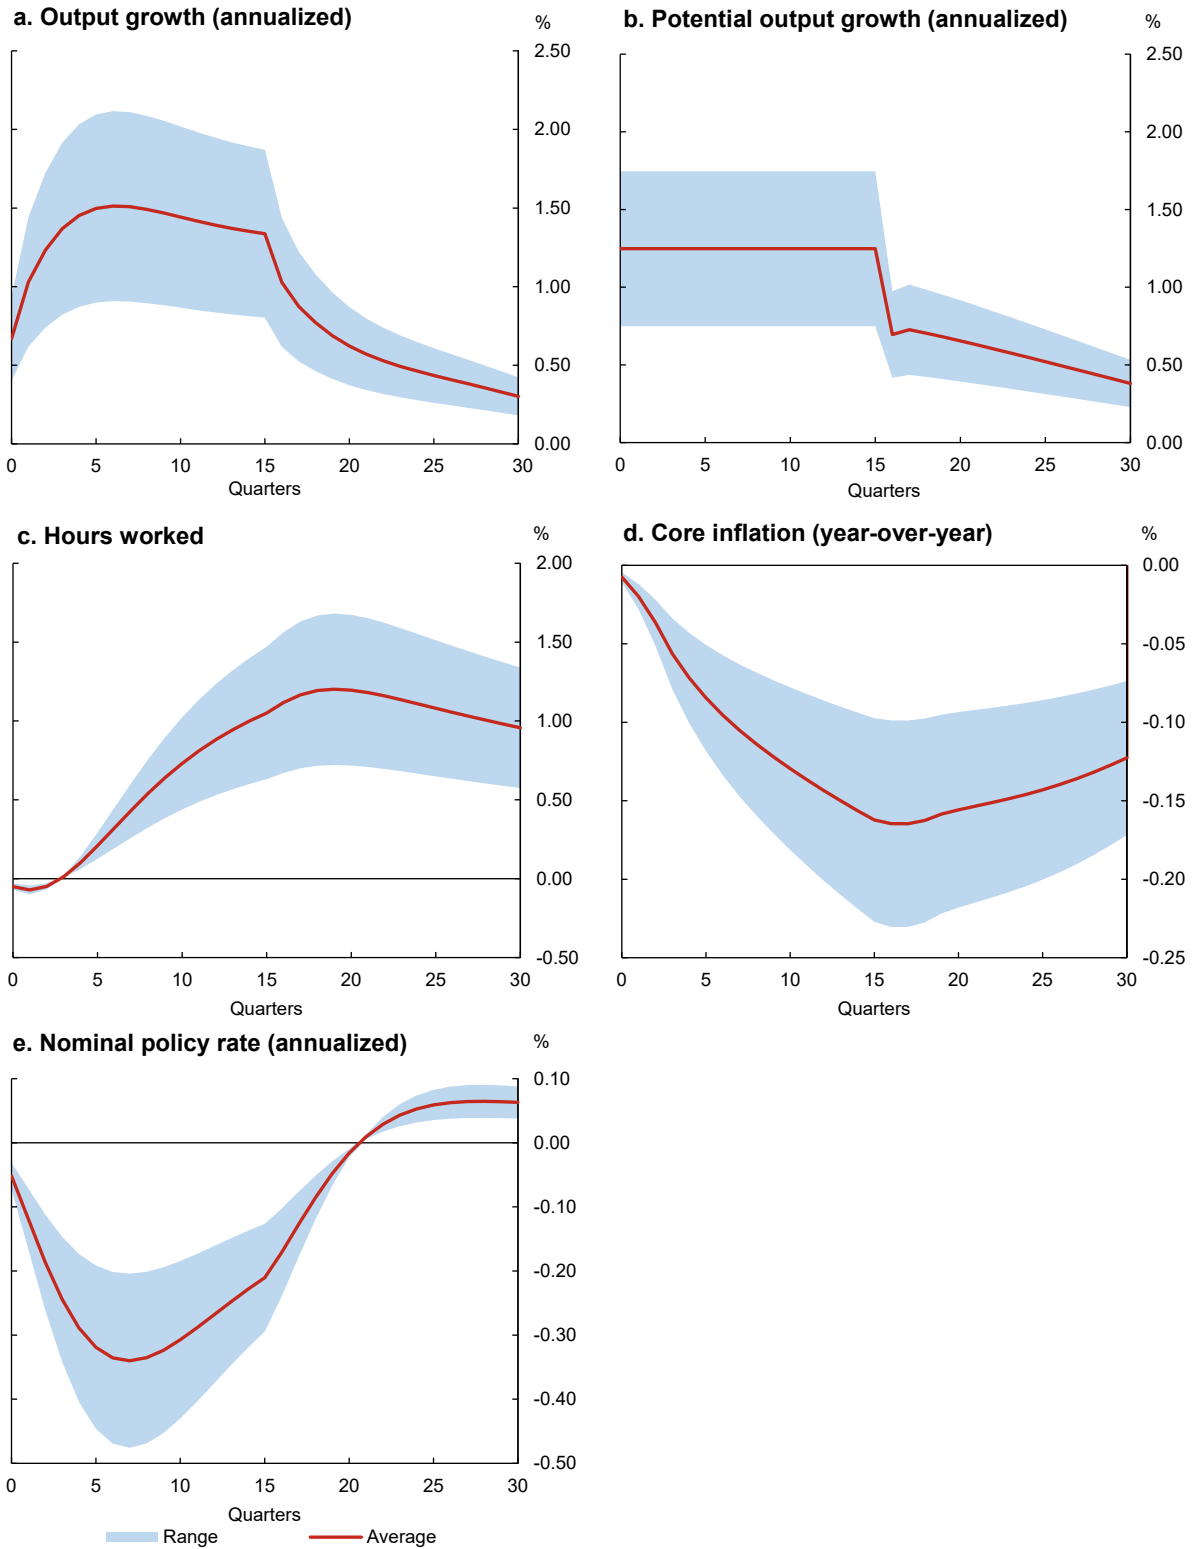 a. Output growth (annualized)
%
2.50
2.00
1.50
1.00
0.50
0.00
0 5 10 15 20 25 30
Quarters
b. Potential output growth (annualized)
%
2.50
2.00
1.50
1.00
0.50
0.00
0 5 10 15 20 25 30
Quarters
c. Hours worked
%
2.00
1.50
1.00
0.50
0.00
-0.50
0 5 10 15 20 25 30
Quarters
d. Core inflation (year-over-year)
%
0.00
-0.05
-0.10
-0.15
-0.20
-0.25
0 5 10 15 20 25 30
Quarters
e. Nominal policy rate (annualized)
%
0.10
0.00
-0.10
-0.20
-0.30
-0.40
-0.50
0 5 10 15 20 25 30
Quarters
Range Average